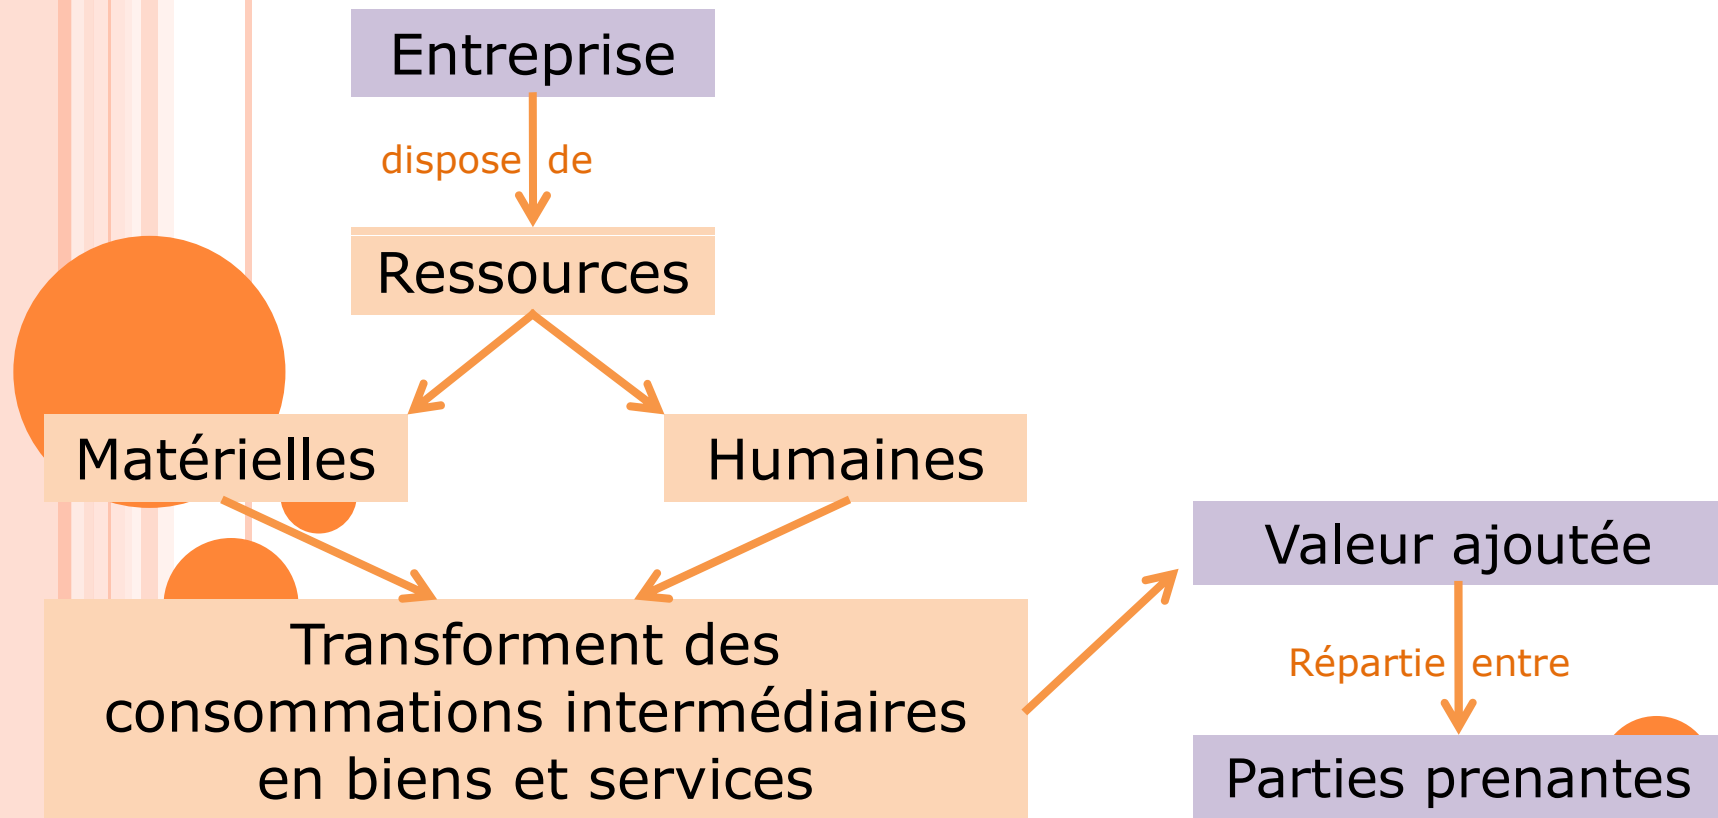 Entreprise
dispose de
Ressources
Matérielles
Humaines
Transforment des
consommations intermédiaires
en biens et services
Valeur ajoutée
Répartie entre
Parties prenantes